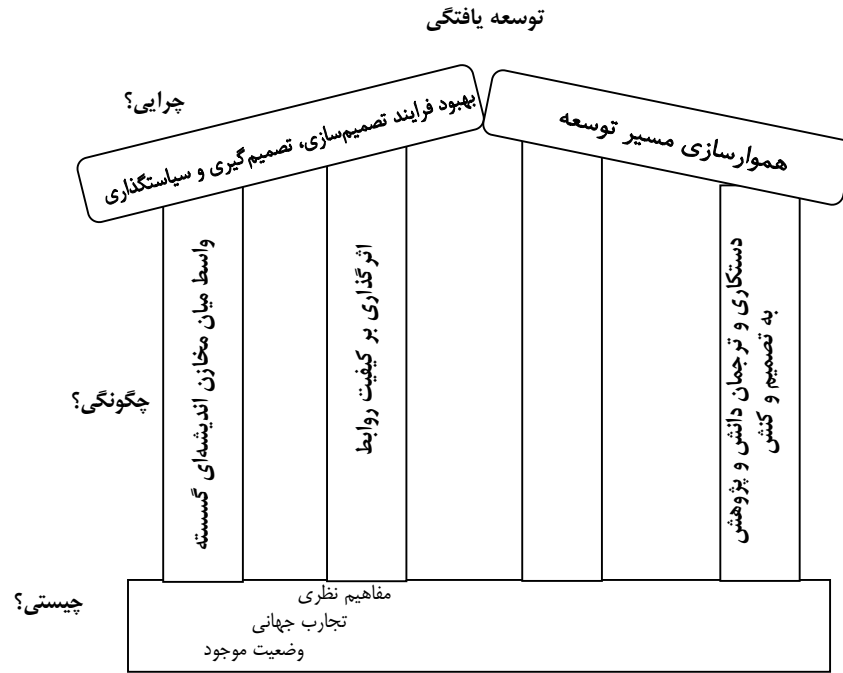 توسعه یافتگی
چرایی؟
بهبود فرایند تصمیم‌سازی، تصمیم‌گیری و سیاستگذاری
هموارسازی مسیر توسعه
چگونگی؟
دستکاری و ترجمان دانش و پژوهش
به تصمیم و کنش
اثرگذاری بر کیفیت روابط
واسط میان مخازن اندیشه‌ای گسسته
چیستی؟
مفاهیم نظری
تجارب جهانی
وضعیت موجود